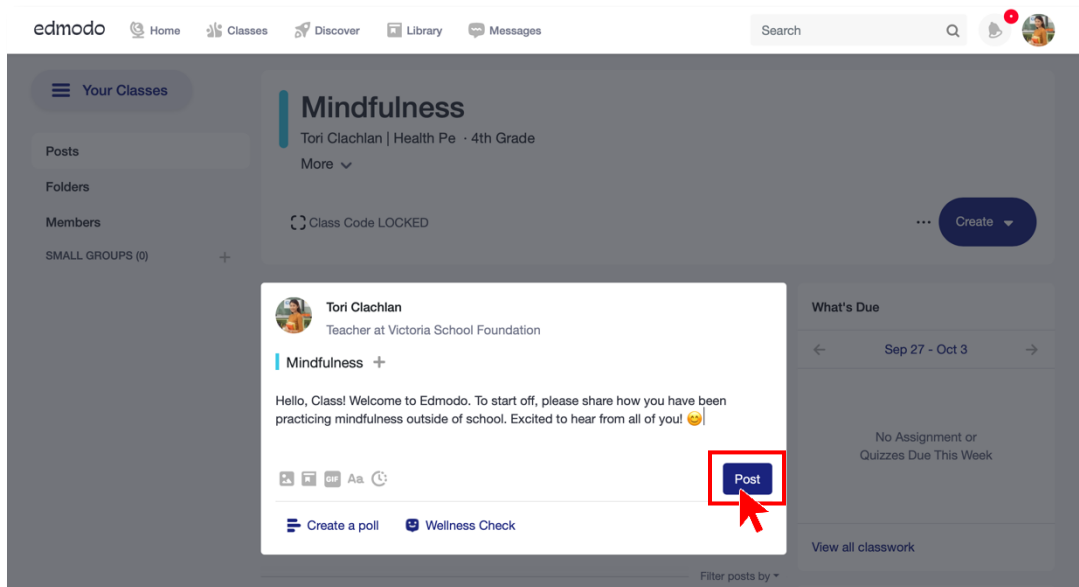 edmodo Home Classes Discover Library Messages Search
Your Classes
Posts
Folders
Members
SMALL GROUPS (0) +
Mindfulness
Tori Clachlan | Health Pe · 4th Grade
More
Class Code LOCKED
... Create
Tori Clachlan
Teacher at Victoria School Foundation
Mindfulness +
Hello, Class! Welcome to Edmodo. To start off, please share how you have been
practicing mindfulness outside of school. Excited to hear from all of you! 😊
GIF Aa
Post
Create a poll Wellness Check
What's Due
← Sep 27 - Oct 3 →
No Assignment or
Quizzes Due This Week
View all classwork
Filter posts by